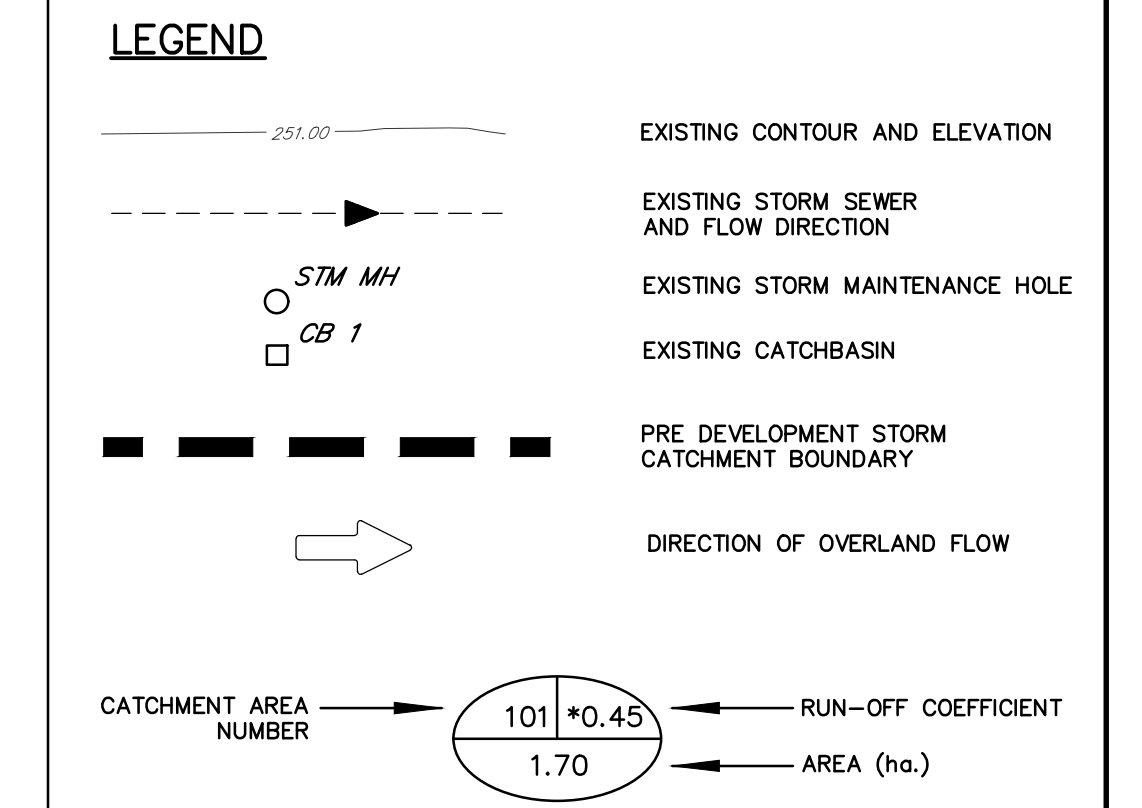 LEGEND
251.00
EXISTING CONTOUR AND ELEVATION
EXISTING STORM SEWER
AND FLOW DIRECTION
STM MH
EXISTING STORM MAINTENANCE HOLE
CB 1
EXISTING CATCHBASIN
PRE DEVELOPMENT STORM
CATCHMENT BOUNDARY
DIRECTION OF OVERLAND FLOW
CATCHMENT AREA
NUMBER
101
*0.45
RUN-OFF COEFFICIENT
1.70
AREA (ha.)